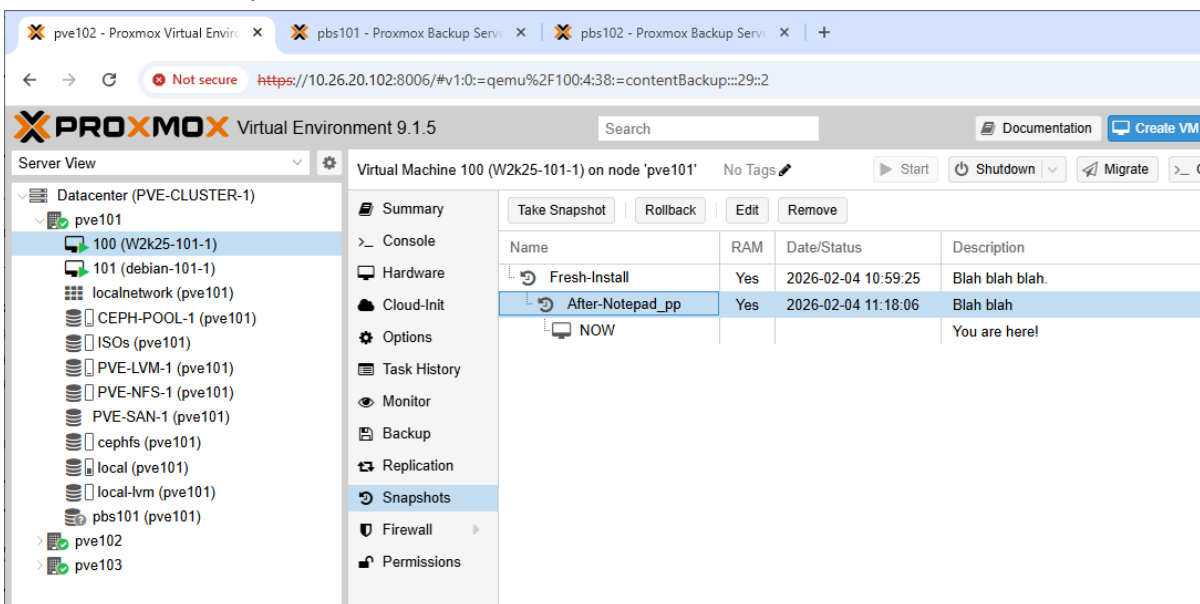 pve102 - Proxmox Virtual Enviro
pbs101 - Proxmox Backup Serve
pbs102 - Proxmox Backup Serve
Not secure https://10.26.20.102:8006/#v1:0:=qemu%2F100:4:38:=contentBackup:::29::2
PROXMOX Virtual Environment 9.1.5
Search
Documentation
Create VM
Server View
Virtual Machine 100 (W2k25-101-1) on node 'pve101'
No Tags
Start
Shutdown
Migrate
Datacenter (PVE-CLUSTER-1)
pve101
100 (W2k25-101-1)
101 (debian-101-1)
localnetwork (pve101)
CEPH-POOL-1 (pve101)
ISOs (pve101)
PVE-LVM-1 (pve101)
PVE-NFS-1 (pve101)
PVE-SAN-1 (pve101)
cephfs (pve101)
local (pve101)
local-lvm (pve101)
pbs101 (pve101)
pve102
pve103
Summary
Console
Hardware
Cloud-Init
Options
Task History
Monitor
Backup
Replication
Snapshots
Firewall
Permissions
Take Snapshot Rollback Edit Remove
Name RAM Date/Status Description
Fresh-Install Yes 2026-02-04 10:59:25 Blah blah blah.
After-Notepad_pp Yes 2026-02-04 11:18:06 Blah blah
NOW You are here!